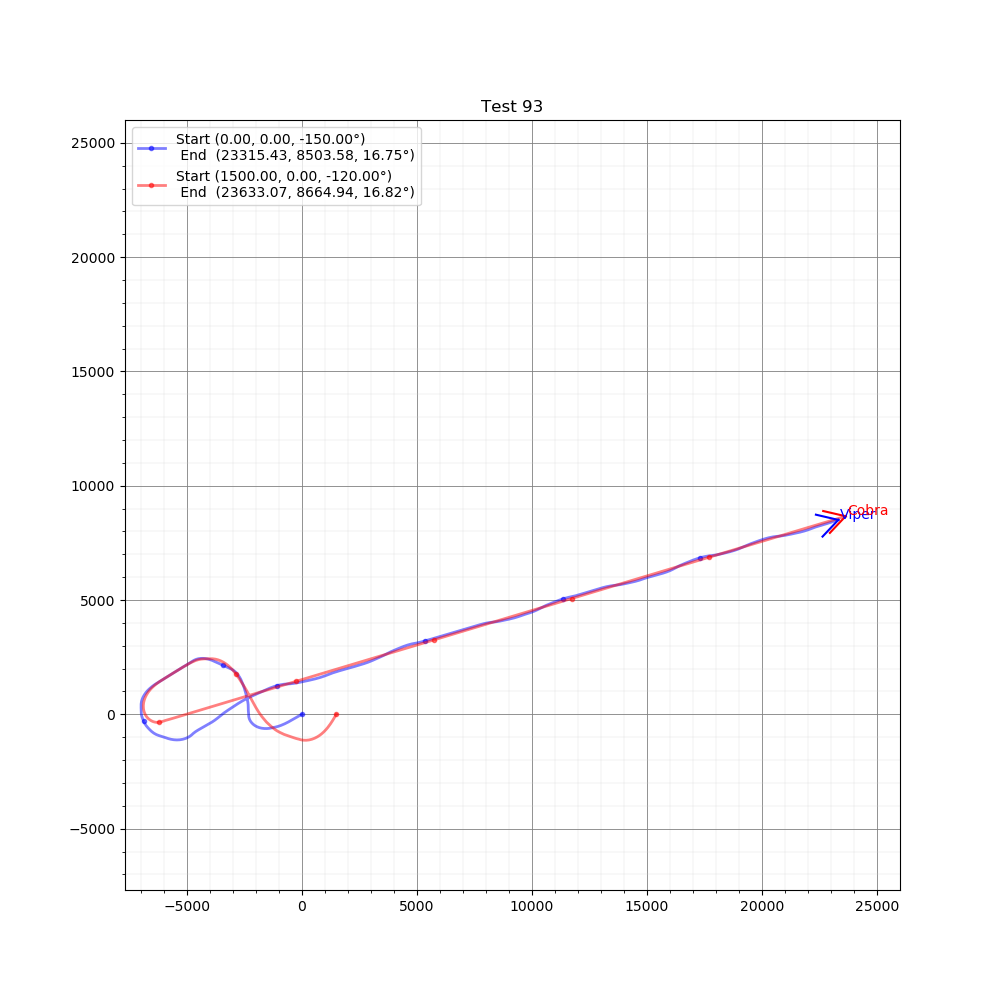 Test 93
Start (0.00, 0.00, -150.00°)
End (23315.43, 8503.58, 16.75°)
Start (1500.00, 0.00, -120.00°)
End (23633.07, 8664.94, 16.82°)
25000
20000
15000
10000
5000
0
−5000
Cobra
Viper
−5000
0
5000
10000
15000
20000
25000